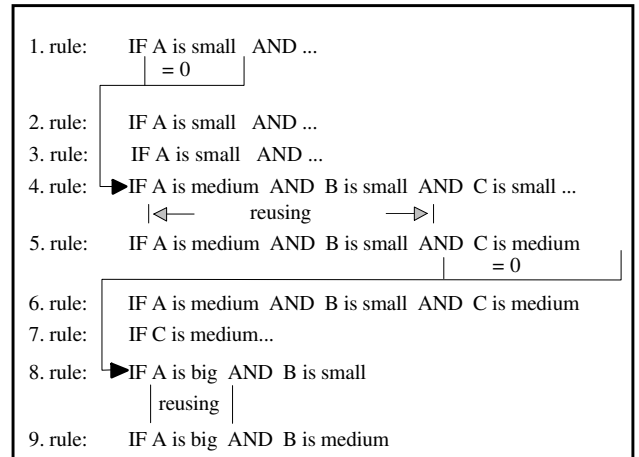 1. rule: IF A is small AND ...
= 0
2. rule: IF A is small AND ...
3. rule: IF A is small AND ...
4. rule: IF A is medium AND B is small AND C is small ...
reusing
5. rule: IF A is medium AND B is small AND C is medium
= 0
6. rule: IF A is medium AND B is small AND C is medium
7. rule: IF C is medium...
8. rule: IF A is big AND B is small
reusing
9. rule: IF A is big AND B is medium